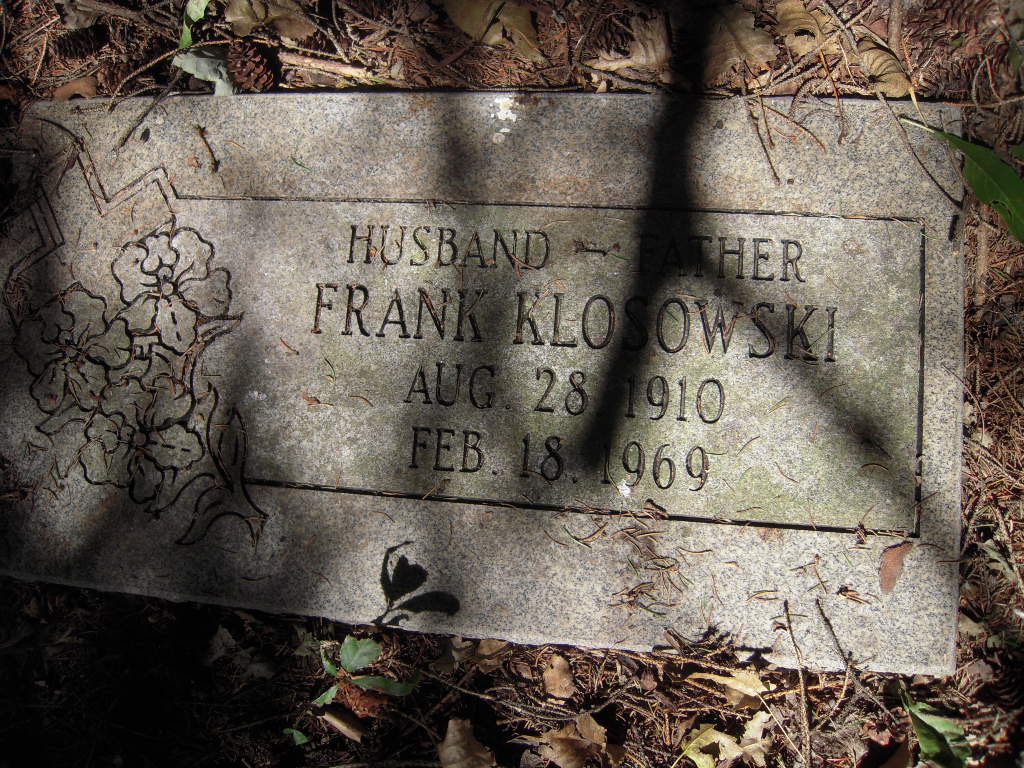 HUSBAND – FATHER
FRANK KLOSOWSKI
AUG. 28 1910
FEB. 18. 1969